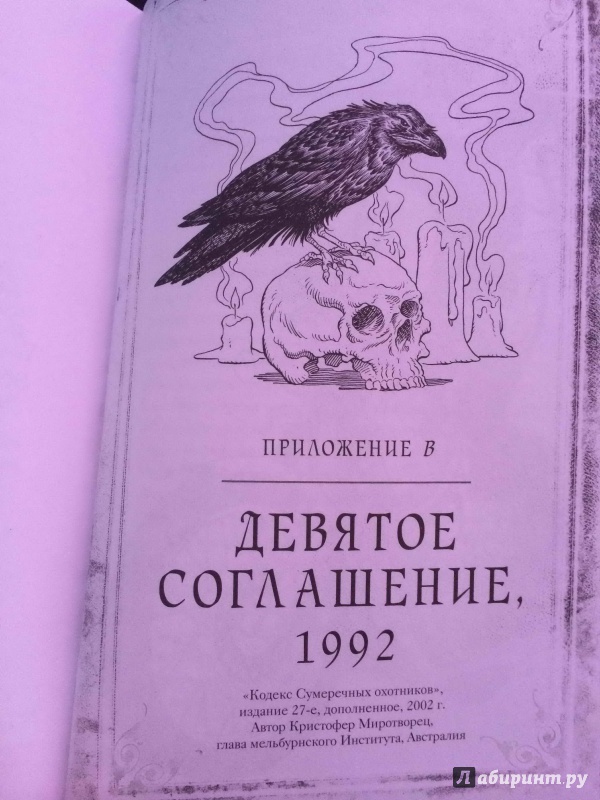 ПРИЛОЖЕНИЕ В
ДЕВЯТОЕ
СОГЛАШЕНИЕ,
1992
«Кодекс Сумеречных охотников»,
издание 27-е, дополненное, 2002 г.
Автор Кристофер Миротворец,
глава мельбурнского Института, Австралия
Лабиринт.ру